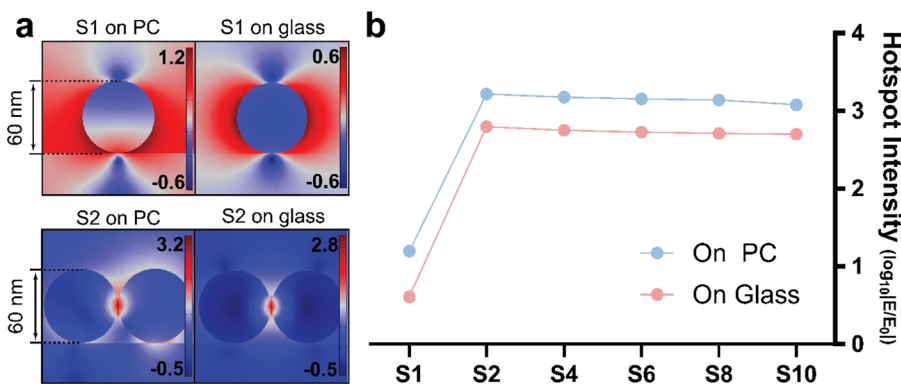 a
S1 on PC
S1 on glass
1.2
0.6
60 nm
-0.6
-0.6
S2 on PC
S2 on glass
3.2
2.8
60 nm
-0.5
-0.5
b
4
3
2
1
0
Hotspot Intensity (log10|E/E0|)
On PC
On Glass
S1
S2
S4
S6
S8
S10